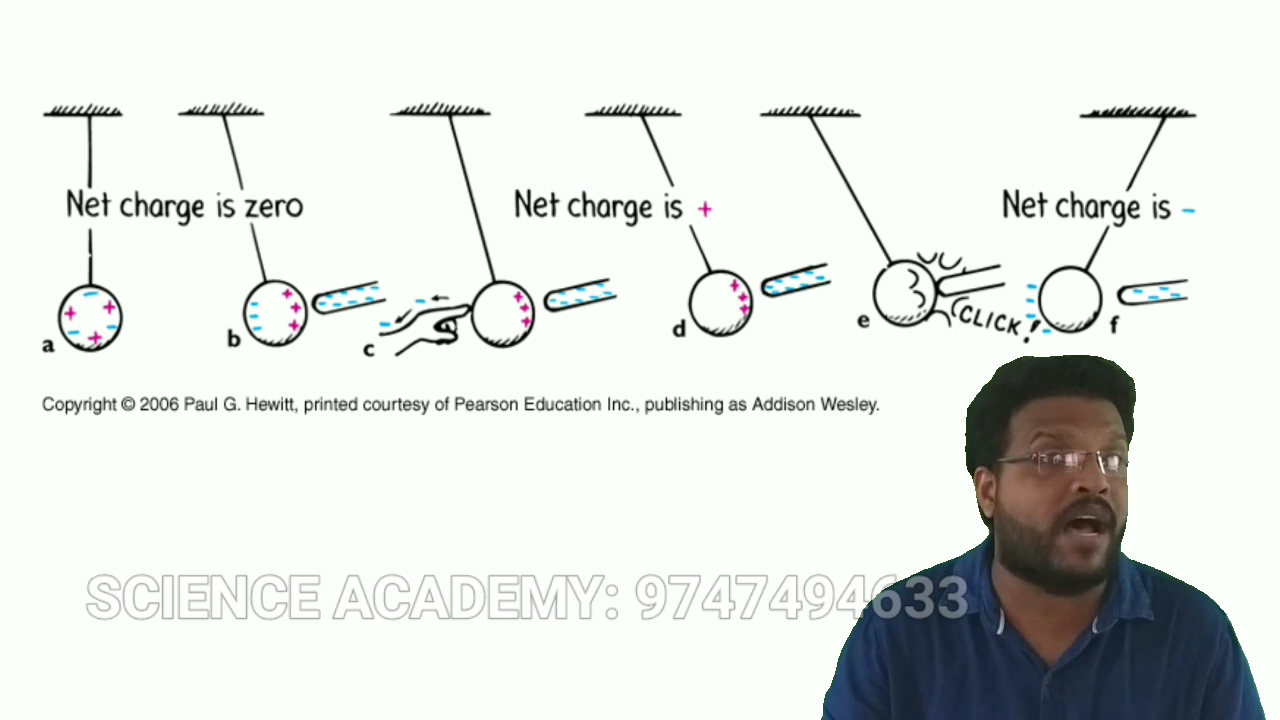 Net charge is zero
Net charge is +
Net charge is -
a
b
c
d
e
CLICK!
f
Copyright © 2006 Paul G. Hewitt, printed courtesy of Pearson Education Inc., publishing as Addison Wesley.
SCIENCE ACADEMY: 9747494633